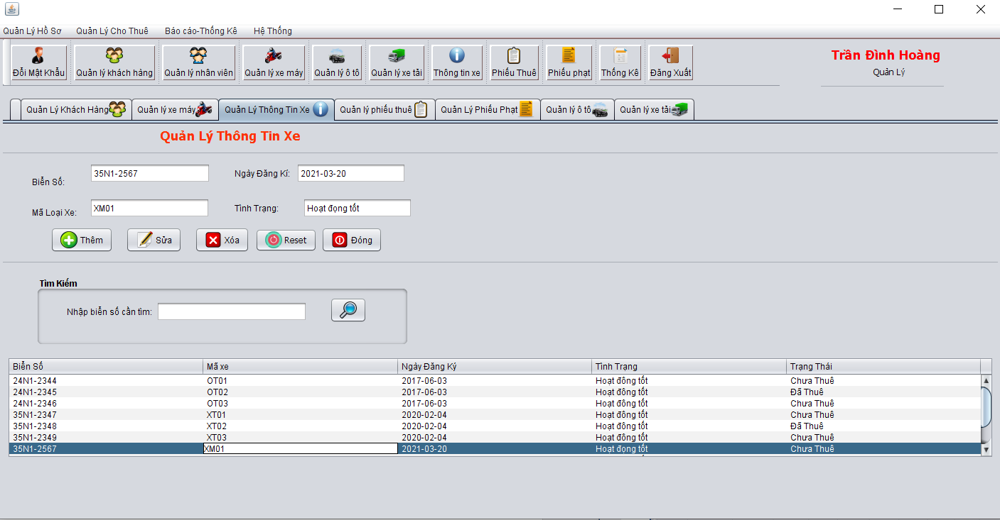 Quản Lý Hồ Sơ Quản Lý Cho Thuê Báo cáo-Thống Kê Hệ Thống
Đổi Mật Khẩu Quản lý khách hàng Quản lý nhân viên Quản lý xe máy Quản lý ô tô Quản lý xe tải Thông tin xe Phiếu Thuê Phiếu phạt Thống Kê Đăng Xuất
Trần Đình Hoàng
Quản Lý
Quản Lý Khách Hàng Quản lý xe máy Quản Lý Thông Tin Xe Quản lý phiếu thuê Quản Lý Phiếu Phạt Quản lý ô tô Quản lý xe tải
Quản Lý Thông Tin Xe
Biển Số: 35N1-2567 Ngày Đăng Kí: 2021-03-20
Mã Loại Xe: XM01 Tình Trạng: Hoạt đọng tốt
Thêm Sửa Xóa Reset Đóng
Tìm Kiếm
Nhập biển số cần tìm:
Biển Số Mã xe Ngày Đăng Ký Tình Trạng Trạng Thái
24N1-2344 OT01 2017-06-03 Hoạt đông tốt Chưa Thuê
24N1-2345 OT02 2017-06-03 Hoạt đông tốt Đã Thuê
24N1-2346 OT03 2017-06-03 Hoạt đông tốt Chưa Thuê
35N1-2347 XT01 2020-02-04 Hoạt đông tốt Chưa Thuê
35N1-2348 XT02 2020-02-04 Hoạt đông tốt Đã Thuê
35N1-2349 XT03 2020-02-04 Hoạt đông tốt Chưa Thuê
35N1-2567 XM01 2021-03-20 Hoạt đọng tốt Chưa Thuê